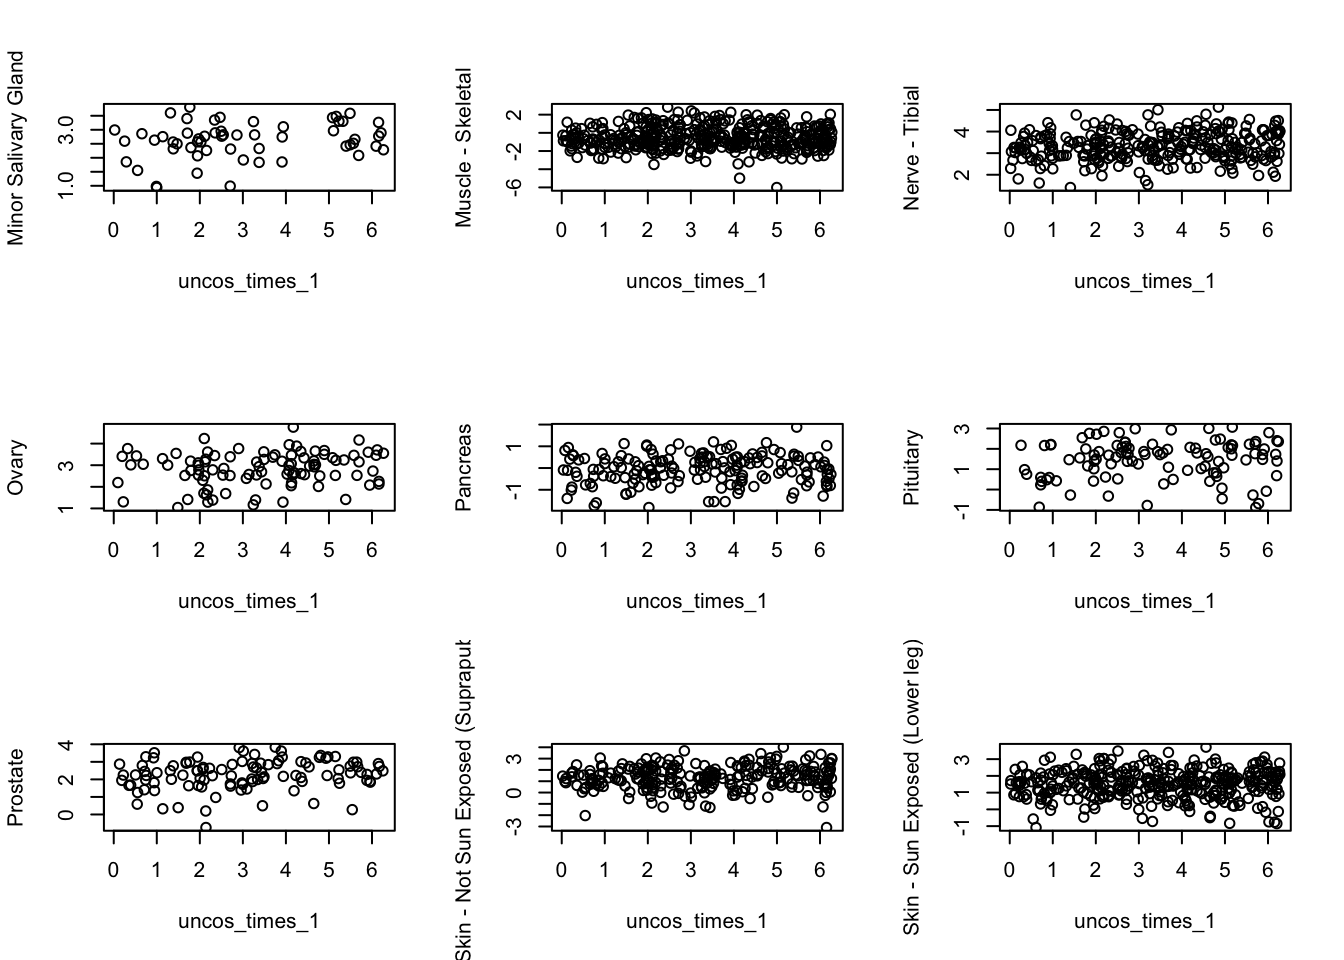 Minor Salivary Gland
1.0 3.0
0 1 2 3 4 5 6
uncos_times_1
Muscle - Skeletal
-6 -2 2
0 1 2 3 4 5 6
uncos_times_1
Nerve - Tibial
2 4
0 1 2 3 4 5 6
uncos_times_1
Ovary
1 3
0 1 2 3 4 5 6
uncos_times_1
Pancreas
-1 1
0 1 2 3 4 5 6
uncos_times_1
Pituitary
-1 1 3
0 1 2 3 4 5 6
uncos_times_1
Prostate
0 2 4
0 1 2 3 4 5 6
uncos_times_1
Skin - Not Sun Exposed (Suprapub
-3 0 3
0 1 2 3 4 5 6
uncos_times_1
Skin - Sun Exposed (Lower leg)
-1 1 3
0 1 2 3 4 5 6
uncos_times_1